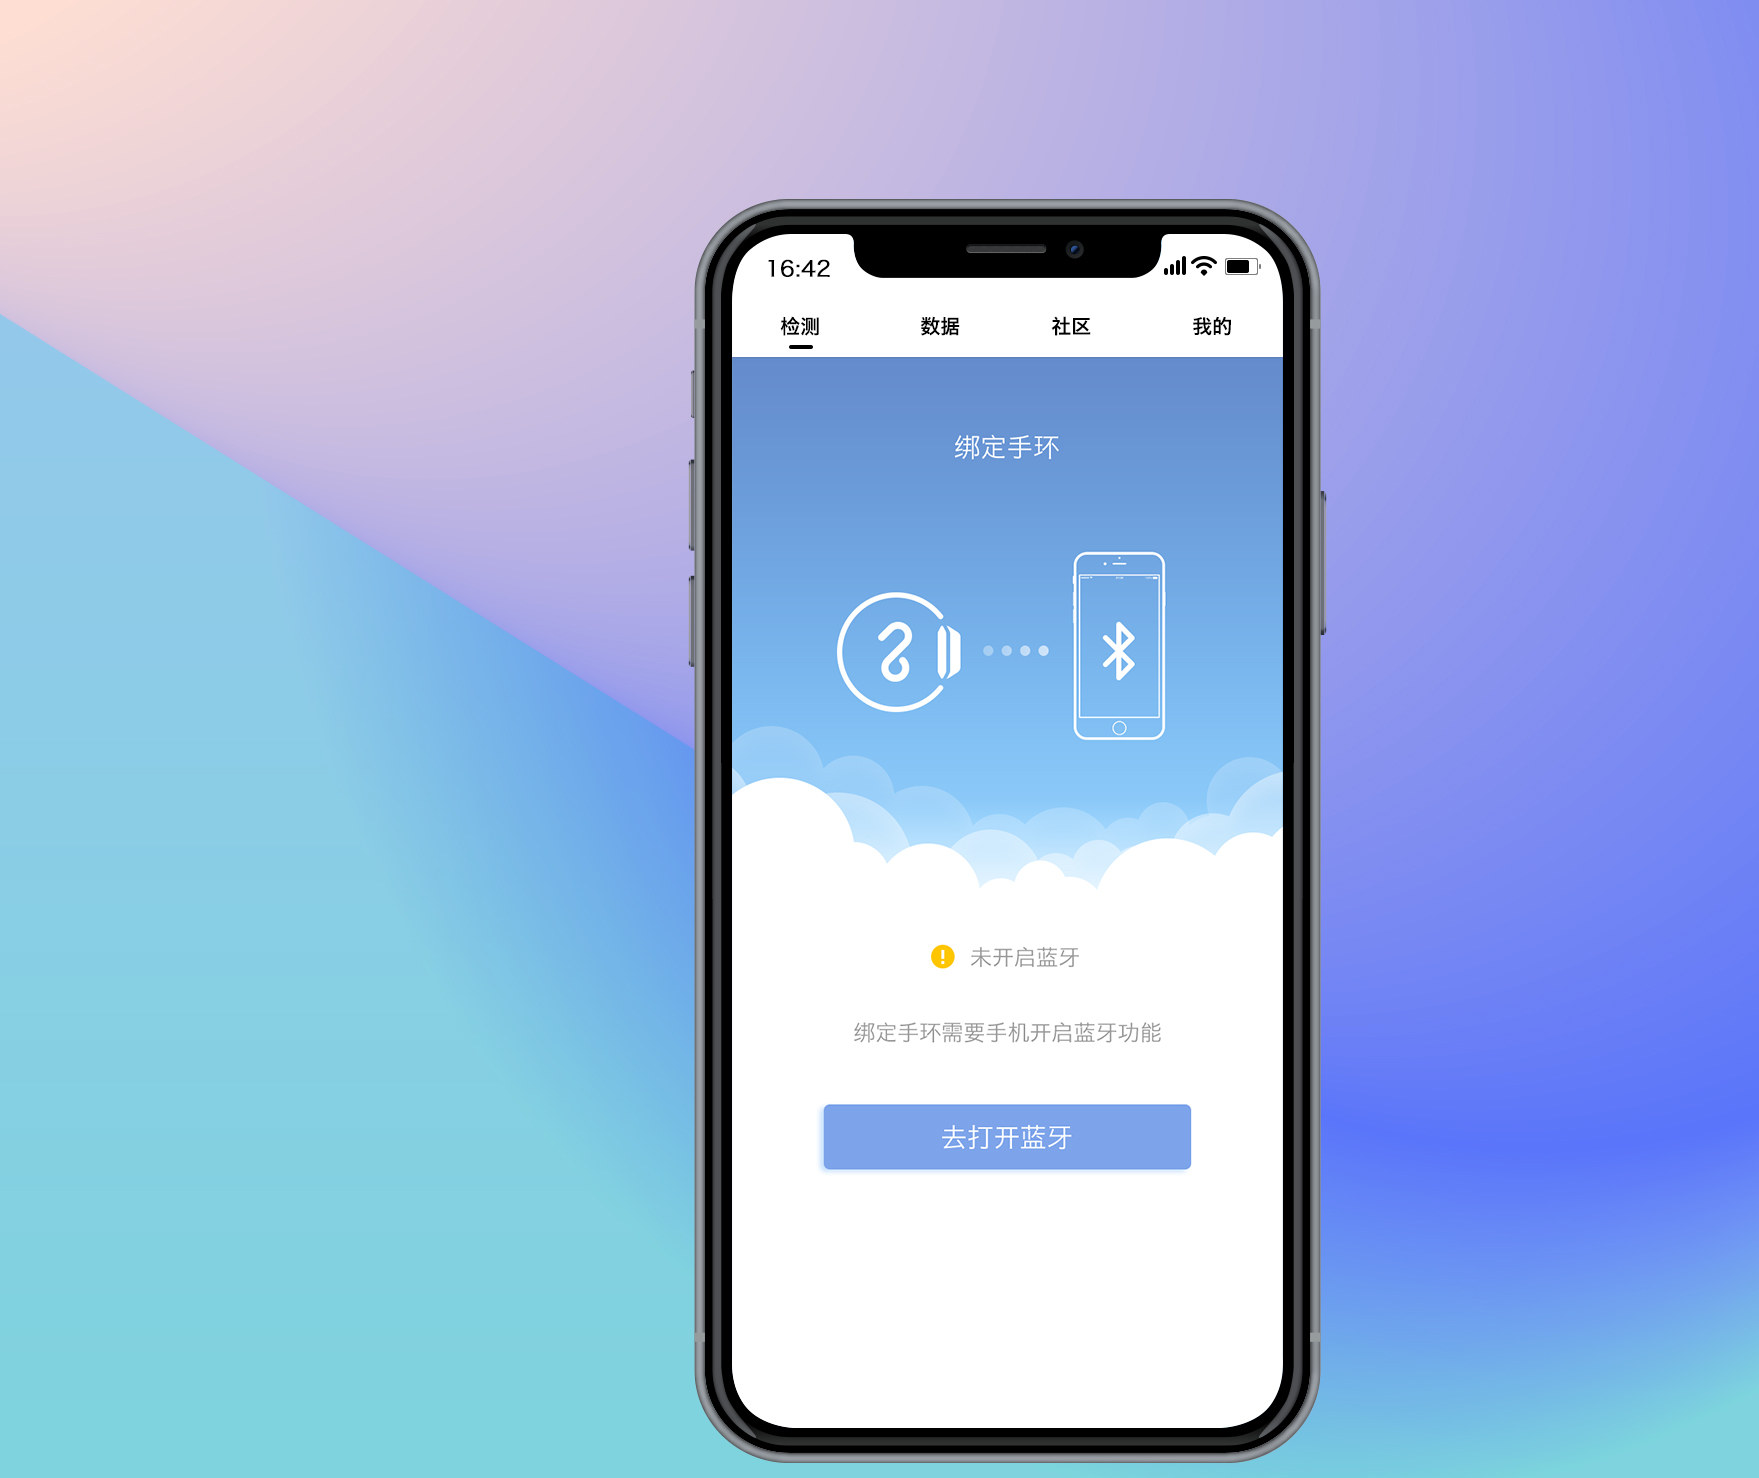 16:42
检测 数据 社区 我的
绑定手环
未开启蓝牙
绑定手环需要手机开启蓝牙功能
去打开蓝牙